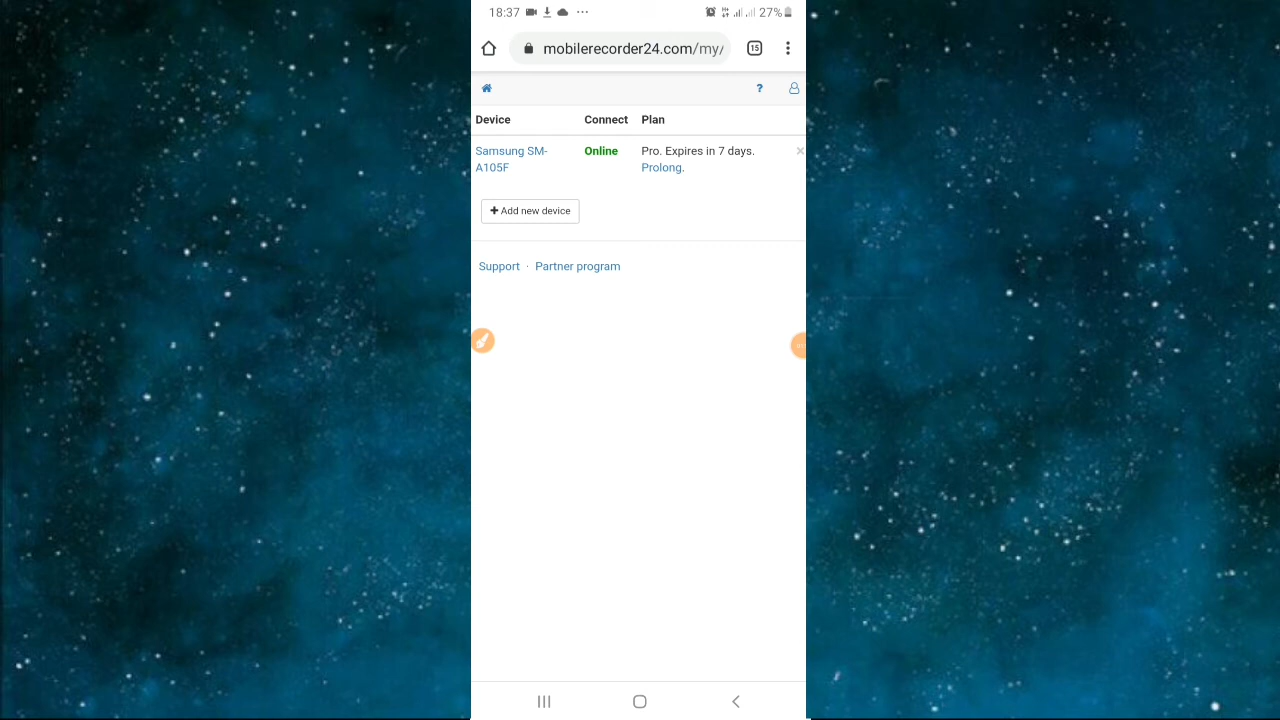 18:37 27%
mobilerecorder24.com/my/ 15
?
Device Connect Plan
Samsung SM-A105F Online Pro. Expires in 7 days. Prolong.
+ Add new device
Support · Partner program